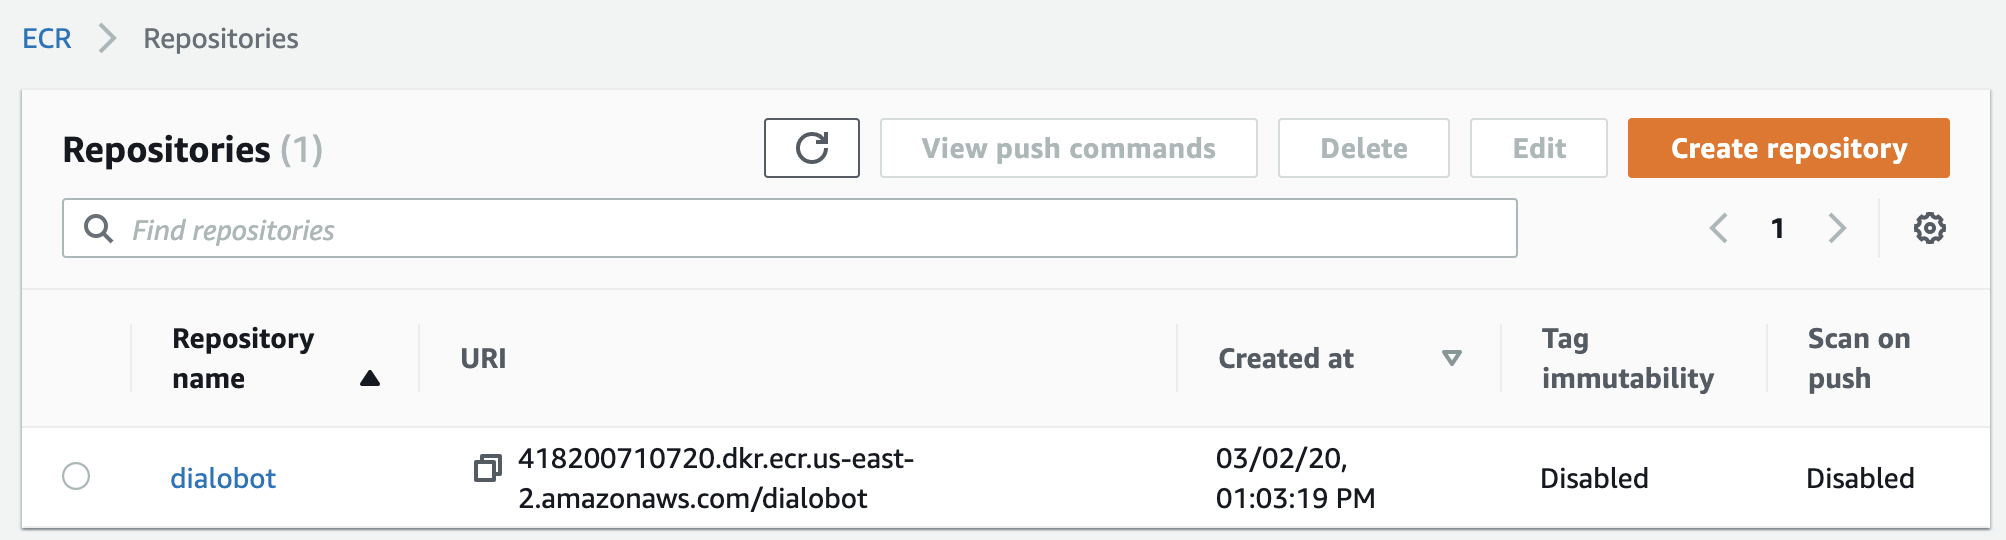 ECR Repositories
Repositories (1) View push commands Delete Edit Create repository
Find repositories 1
Repository name URI Created at Tag immutability Scan on push
dialobot 418200710720.dkr.ecr.us-east-2.amazonaws.com/dialobot 03/02/20, 01:03:19 PM Disabled Disabled